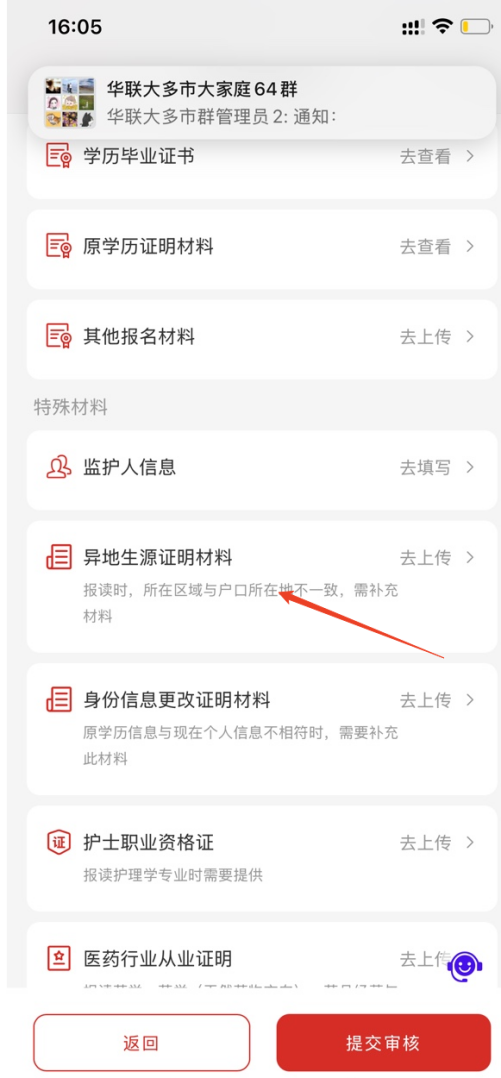 16:05
华联大多市大家庭64群
华联大多市群管理员2: 通知:
学历毕业证书 去查看
原学历证明材料 去查看
其他报名材料 去上传
特殊材料
监护人信息 去填写
异地生源证明材料 去上传
报读时，所在区域与户口所在地不一致，需补充
材料
身份信息更改证明材料 去上传
原学历信息与现在个人信息不相符时，需要补充
此材料
证
护士职业资格证 去上传
报读护理学专业时需要提供
医药行业从业证明 去上传
返回 提交审核